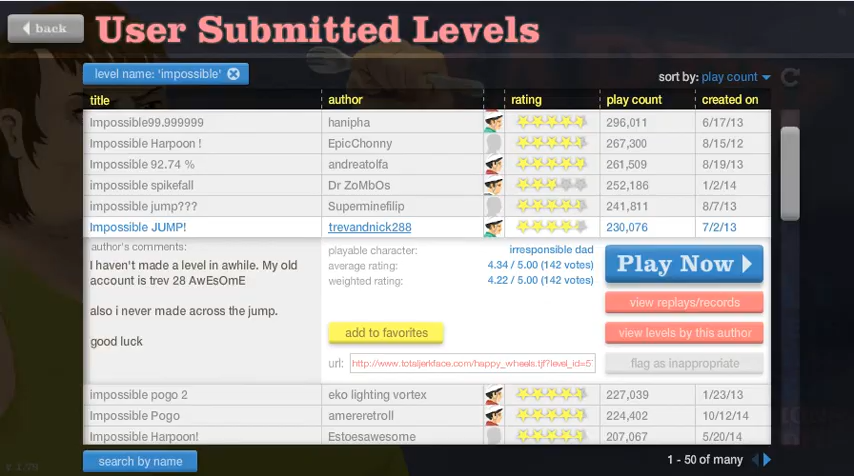 back
User Submitted Levels
level name: 'impossible'
sort by: play count
title author rating play count created on
Impossible99.999999 hanipha 296,011 6/17/13
Impossible Harpoon ! EpicChonny 267,300 8/15/12
Impossible 92.74 % andreatolfa 261,509 8/19/13
impossible spikefall Dr ZoMbOs 252,186 1/2/14
impossible jump??? Superminefilip 241,811 8/7/13
Impossible JUMP! trevandnick288 230,076 7/2/13
author's comments:
I haven't made a level in awhile. My old
account is trev 28 AwEsOmE
also i never made across the jump.
good luck
playable character: irresponsible dad
average rating: 4.34 / 5.00 (142 votes)
weighted rating: 4.22 / 5.00 (142 votes)
add to favorites
url: http://www.totaljerkface.com/happy_wheels.tjf?level_id=5
Play Now
view replays/records
view levels by this author
flag as inappropriate
impossible pogo 2 eko lighting vortex 227,039 1/23/13
Impossible Pogo amereretroll 224,402 10/12/14
Impossible Harpoon! Estoesawesome 207,067 5/20/14
search by name
1 - 50 of many